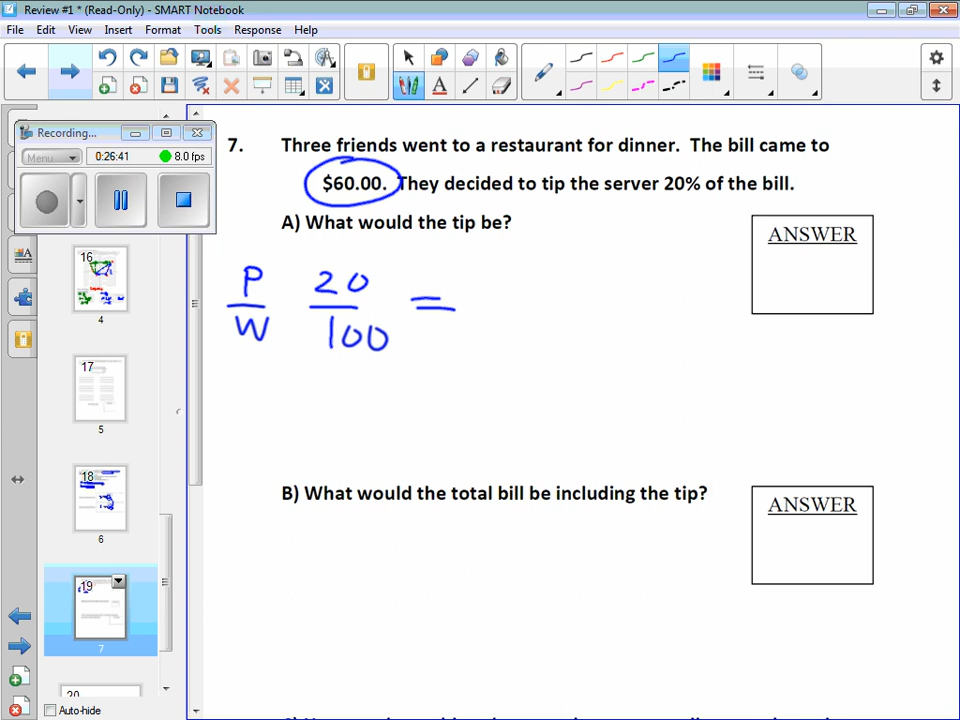 Review #1 * (Read-Only) - SMART Notebook
File Edit View Insert Format Tools Response Help
Recording...
Menu
0:26:41
8.0 fps
7. Three friends went to a restaurant for dinner. The bill came to
$60.00. They decided to tip the server 20% of the bill.
A) What would the tip be?
ANSWER
P 20 =
W 100
B) What would the total bill be including the tip?
ANSWER
16
4
17
5
18
6
19
7
20
Auto-hide